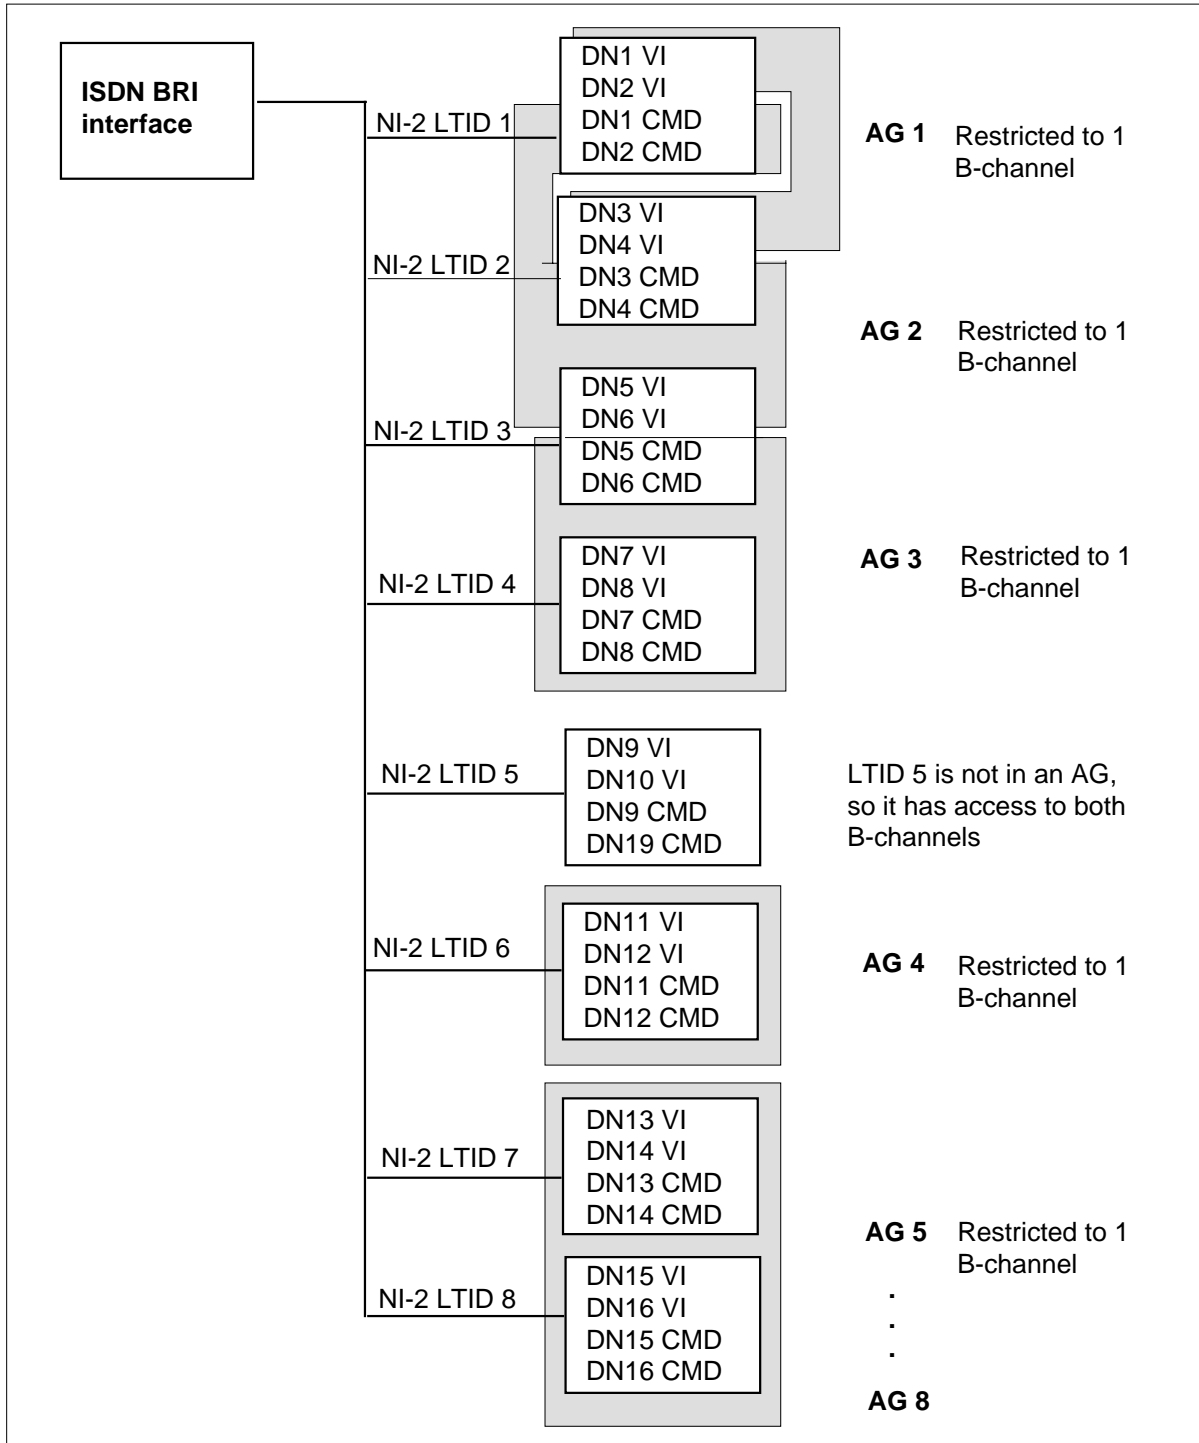 ISDN BRI
interface
NI-2 LTID 1
DN1 VI
DN2 VI
DN1 CMD
DN2 CMD
AG 1 Restricted to 1
B-channel
NI-2 LTID 2
DN3 VI
DN4 VI
DN3 CMD
DN4 CMD
AG 2 Restricted to 1
B-channel
NI-2 LTID 3
DN5 VI
DN6 VI
DN5 CMD
DN6 CMD
NI-2 LTID 4
DN7 VI
DN8 VI
DN7 CMD
DN8 CMD
AG 3 Restricted to 1
B-channel
NI-2 LTID 5
DN9 VI
DN10 VI
DN9 CMD
DN19 CMD
LTID 5 is not in an AG,
so it has access to both
B-channels
NI-2 LTID 6
DN11 VI
DN12 VI
DN11 CMD
DN12 CMD
AG 4 Restricted to 1
B-channel
NI-2 LTID 7
DN13 VI
DN14 VI
DN13 CMD
DN14 CMD
NI-2 LTID 8
DN15 VI
DN16 VI
DN15 CMD
DN16 CMD
AG 5 Restricted to 1
B-channel
.
.
.
AG 8